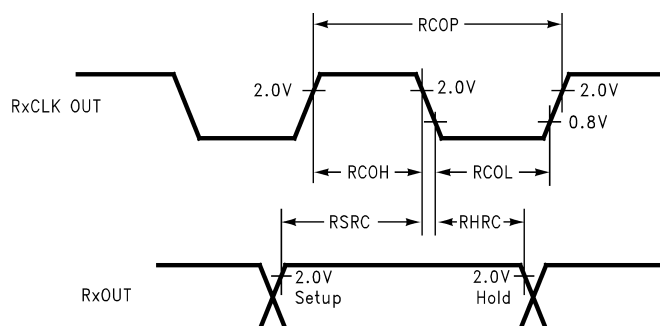 RCOP
2.0V
2.0V
2.0V
RxCLK OUT
0.8V
RCOH
RCOL
RSRC
RHRC
2.0V
2.0V
RxOUT
Setup
Hold